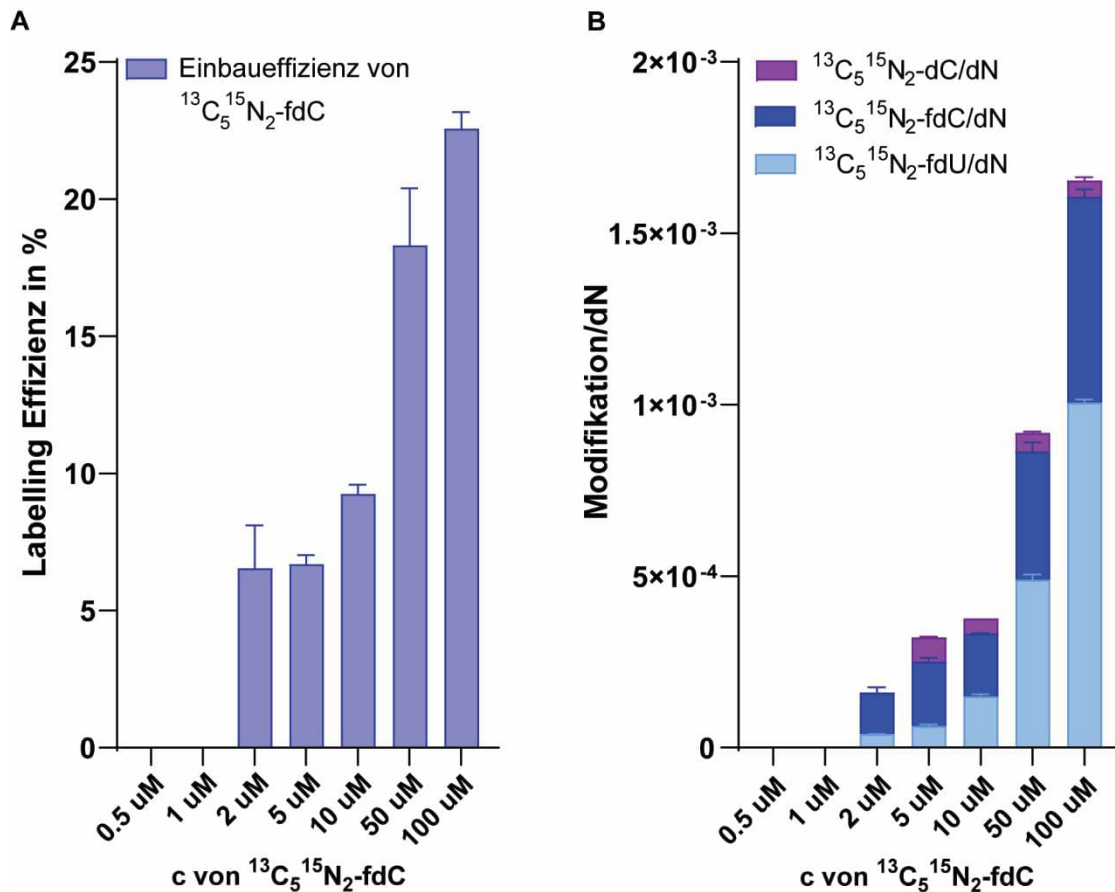 A
Labelling Effizienz in %
25
20
15
10
5
0
Einbaueffizienz von
¹³C₅¹⁵N₂-fdC
0.5 uM
1 uM
2 uM
5 uM
10 uM
50 uM
100 uM
c von ¹³C₅¹⁵N₂-fdC
B
Modifikation/dN
2×10⁻³
1.5×10⁻³
1×10⁻³
5×10⁻⁴
0
¹³C₅¹⁵N₂-dC/dN
¹³C₅¹⁵N₂-fdC/dN
¹³C₅¹⁵N₂-fdU/dN
0.5 uM
1 uM
2 uM
5 uM
10 uM
50 uM
100 uM
c von ¹³C₅¹⁵N₂-fdC